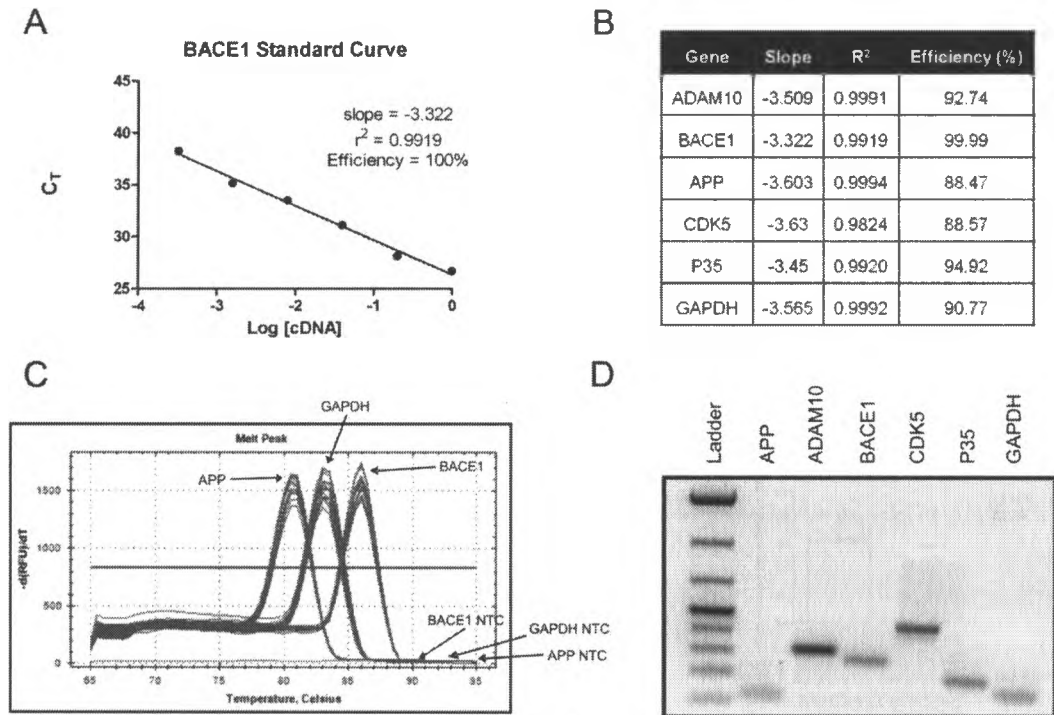 A
BACE1 Standard Curve
45
40
35
30
25
C_T
slope = -3.322
r² = 0.9919
Efficiency = 100%
-4 -3 -2 -1 0
Log [cDNA]
B
Gene Slope R² Efficiency (%)
ADAM10 -3.509 0.9991 92.74
BACE1 -3.322 0.9919 99.99
APP -3.603 0.9994 88.47
CDK5 -3.63 0.9824 88.57
P35 -3.45 0.9920 94.92
GAPDH -3.565 0.9992 90.77
C
GAPDH
Melt Peak
APP
BACE1
1500
1000
500
0
-d(RFU)/dT
BACE1 NTC
GAPDH NTC
APP NTC
65 70 75 80 85 90 95
Temperature, Celsius
D
Ladder
APP
ADAM10
BACE1
CDK5
P35
GAPDH